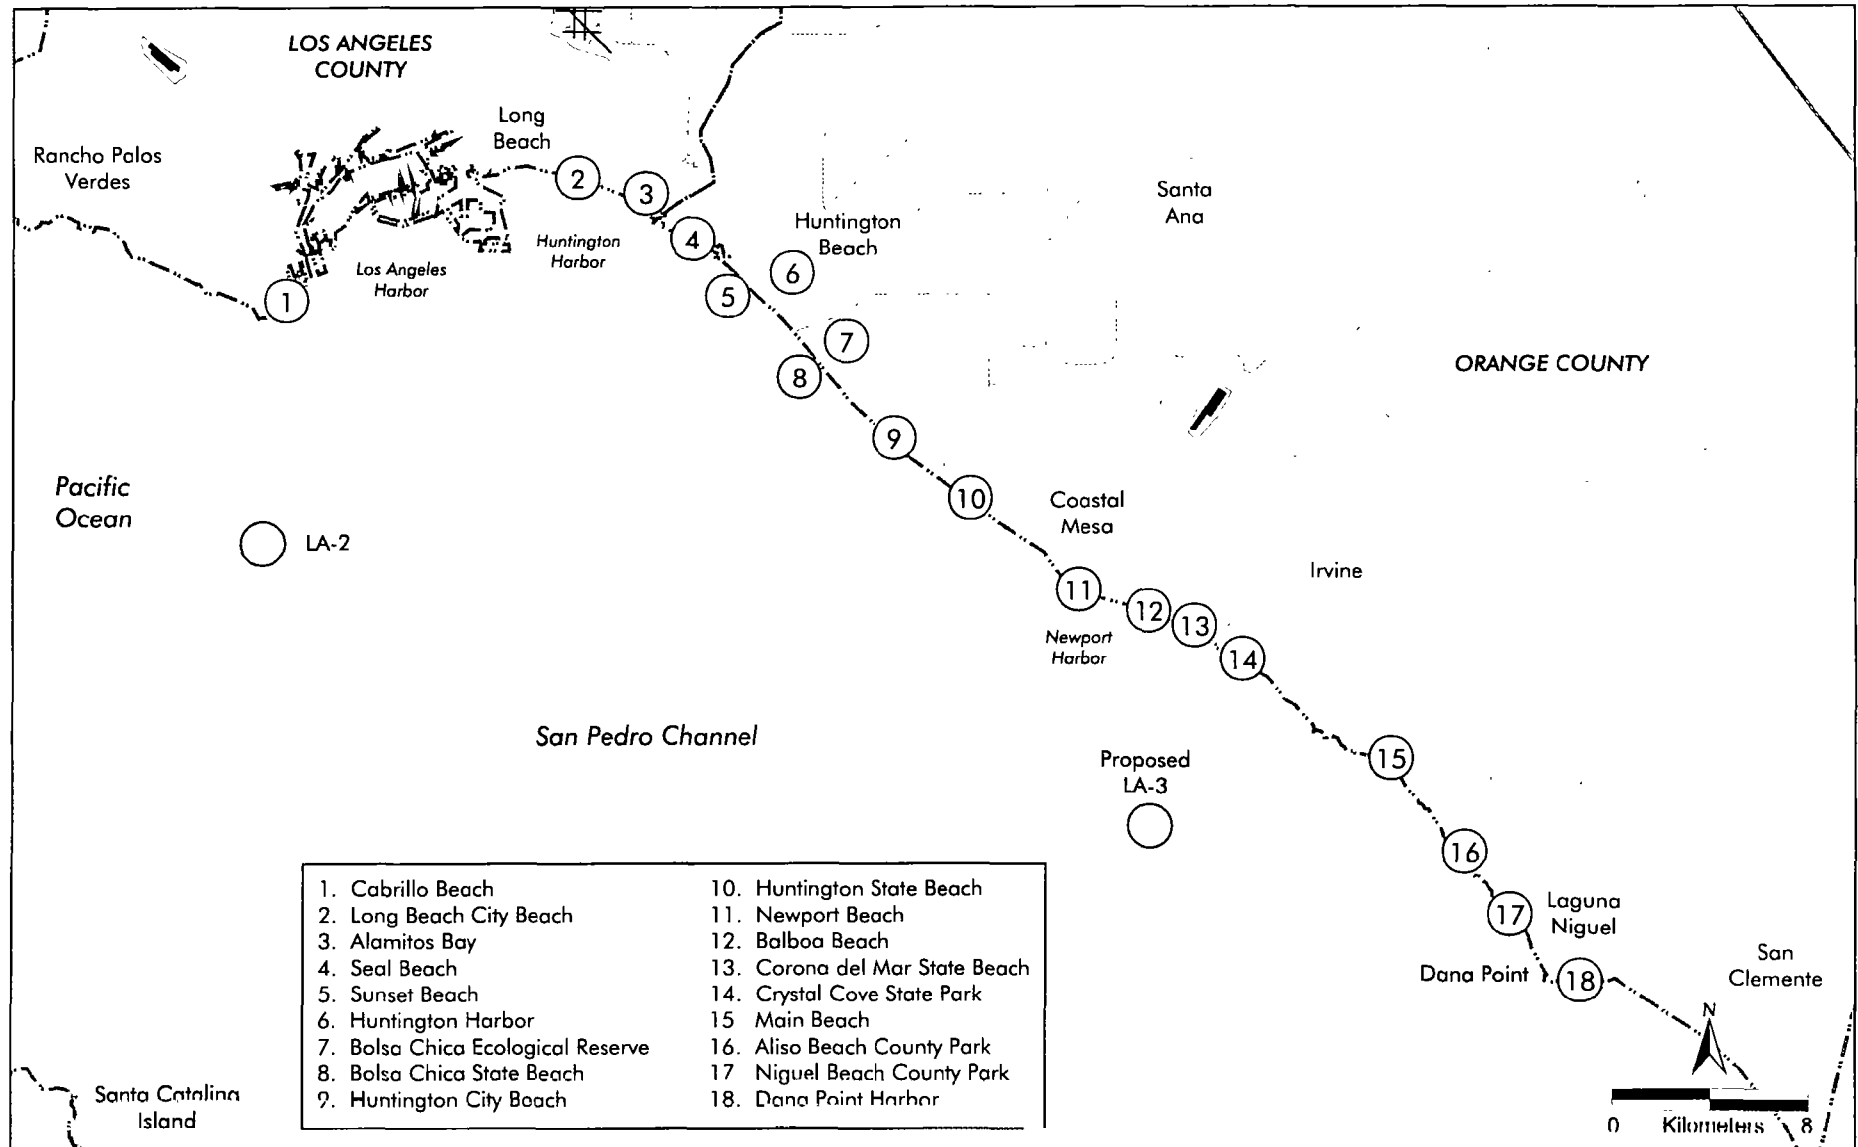 LOS ANGELES
COUNTY
Long
Beach
Rancho Palos
Verdes
2
3
Santa
Ana
Huntington
Beach
4
Huntington
Harbor
Los Angeles
Harbor
6
5
1
7
ORANGE COUNTY
8
9
Pacific
Ocean
10
Coastal
Mesa
LA-2
Irvine
11
12
13
Newport
Harbor
14
San Pedro Channel
Proposed
LA-3
15
16
17
Laguna
Niguel
Dana Point
18
San
Clemente
N
0 Kilometers 8
Santa Catalina
Island
1. Cabrillo Beach
2. Long Beach City Beach
3. Alamitos Bay
4. Seal Beach
5. Sunset Beach
6. Huntington Harbor
7. Bolsa Chica Ecological Reserve
8. Bolsa Chica State Beach
9. Huntington City Beach
10. Huntington State Beach
11. Newport Beach
12. Balboa Beach
13. Corona del Mar State Beach
14. Crystal Cove State Park
15 Main Beach
16. Aliso Beach County Park
17 Niguel Beach County Park
18. Dana Point Harbor